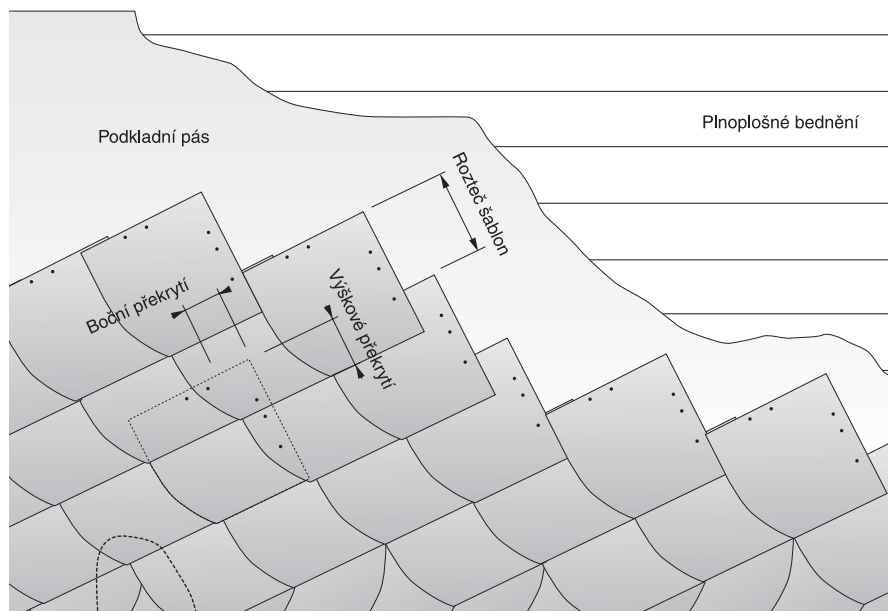 Podkladní pás
Plnoplošné bednění
Rozteč šablon
Boční překrytí
Výškové překrytí